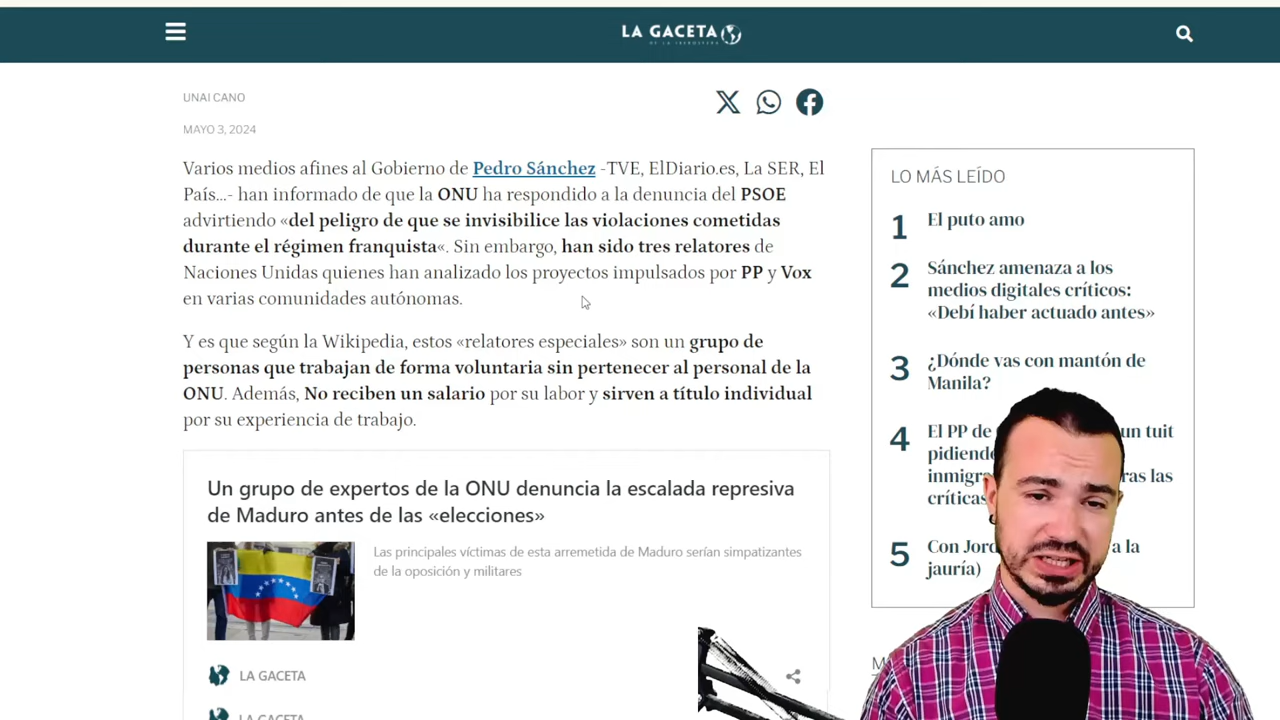 LA GACETA
DE LA IBEROSFERA
UNAI CANO
MAYO 3, 2024
Varios medios afines al Gobierno de Pedro Sánchez -TVE, ElDiario.es, La SER, El
País...- han informado de que la ONU ha respondido a la denuncia del PSOE
advirtiendo «del peligro de que se invisibilice las violaciones cometidas
durante el régimen franquista«. Sin embargo, han sido tres relatores de
Naciones Unidas quienes han analizado los proyectos impulsados por PP y Vox
en varias comunidades autónomas.
Y es que según la Wikipedia, estos «relatores especiales» son un grupo de
personas que trabajan de forma voluntaria sin pertenecer al personal de la
ONU. Además, No reciben un salario por su labor y sirven a título individual
por su experiencia de trabajo.
Un grupo de expertos de la ONU denuncia la escalada represiva
de Maduro antes de las «elecciones»
Las principales víctimas de esta arremetida de Maduro serían simpatizantes
de la oposición y militares
LA GACETA
LA GACETA
LO MÁS LEÍDO
1 El puto amo
2 Sánchez amenaza a los
medios digitales críticos:
«Debí haber actuado antes»
3 ¿Dónde vas con mantón de
Manila?
4 El PP de un tuit
pidiend
inmig ras las
críticas
5 Con Jor a la
jauría)